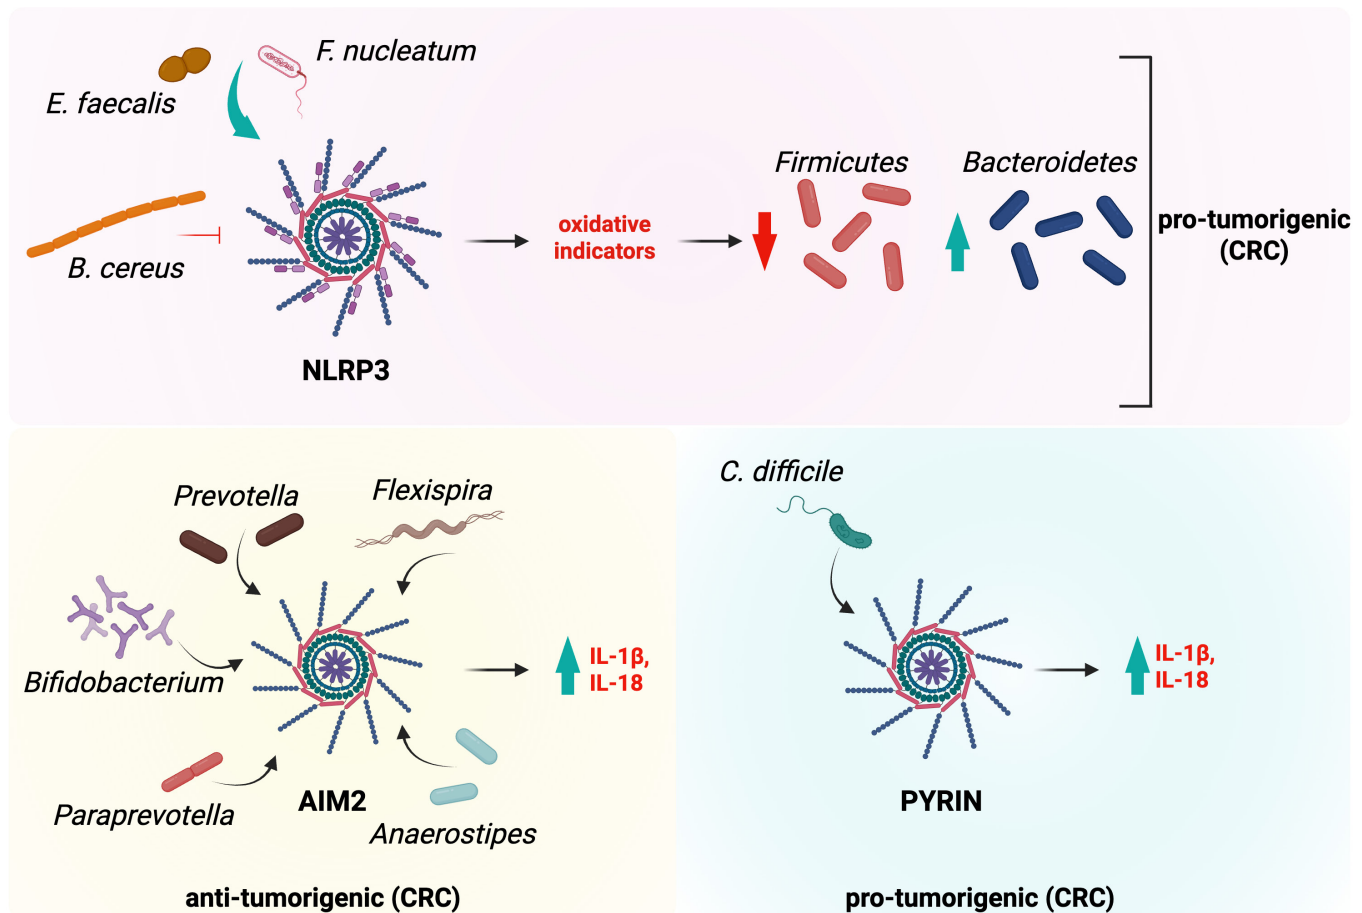 F. nucleatum
E. faecalis
B. cereus
NLRP3
oxidative
indicators
Firmicutes
Bacteroidetes
pro-tumorigenic
(CRC)
Prevotella
Flexispira
Bifidobacterium
Paraprevotella
Anaerostipes
AIM2
IL-1β,
IL-18
anti-tumorigenic (CRC)
C. difficile
PYRIN
IL-1β,
IL-18
pro-tumorigenic (CRC)